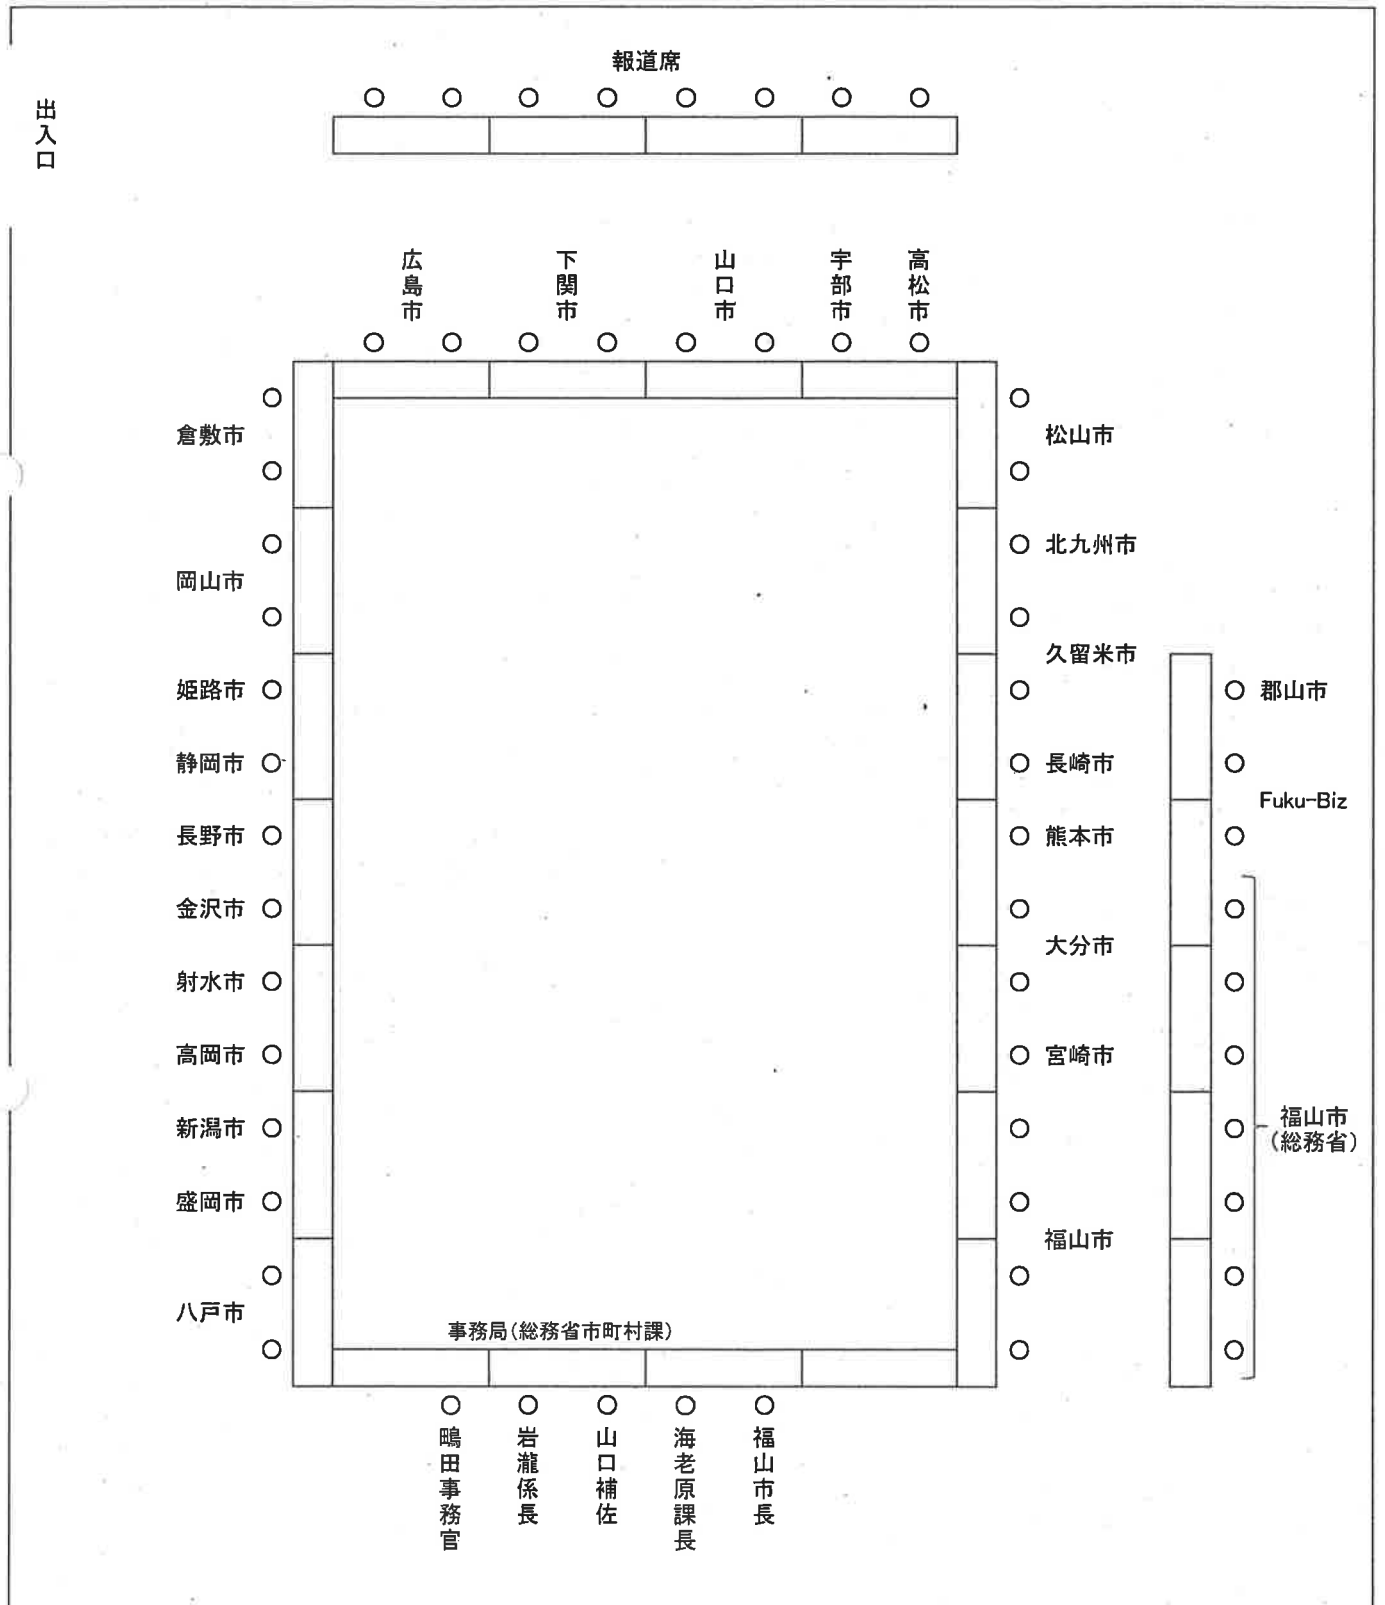 報道席
出入口
広島市
下関市
山口市
宇部市
高松市
倉敷市
岡山市
姫路市
静岡市
長野市
金沢市
射水市
高岡市
新潟市
盛岡市
八戸市
松山市
北九州市
久留米市
長崎市
熊本市
大分市
宮崎市
福山市
郡山市
Fuku-Biz
福山市
(総務省)
事務局(総務省市町村課)
鴫田事務官
岩瀧係長
山口補佐
海老原課長
福山市長